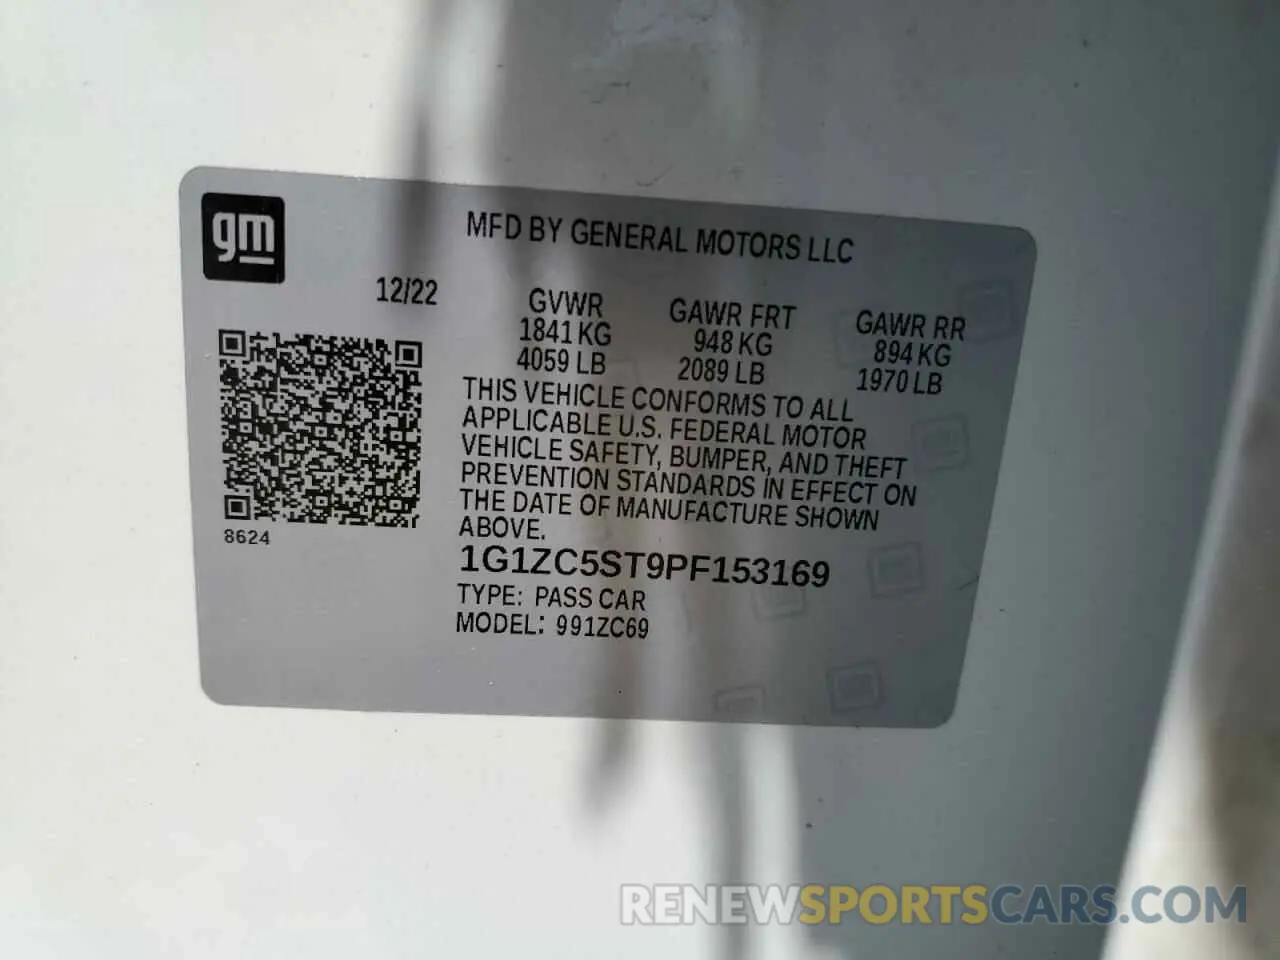 gm
MFD BY GENERAL MOTORS LLC
12/22
GVWR
1841 KG
4059 LB
GAWR FRT
948 KG
2089 LB
GAWR RR
894 KG
1970 LB
THIS VEHICLE CONFORMS TO ALL
APPLICABLE U.S. FEDERAL MOTOR
VEHICLE SAFETY, BUMPER, AND THEFT
PREVENTION STANDARDS IN EFFECT ON
THE DATE OF MANUFACTURE SHOWN
ABOVE.
8624
1G1ZC5ST9PF153169
TYPE: PASS CAR
MODEL: 991ZC69
RENEWSPORTSCARS.COM